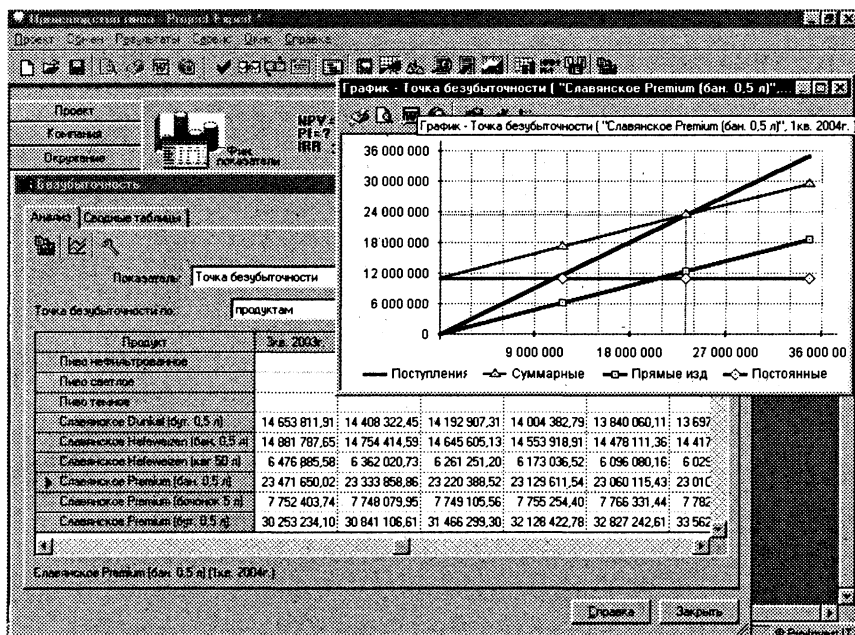 Производство пива - Project Expert *
Проект Обмен Результаты Сервис Окно Справка
Проект
Компания
Окружение
Фин. показатели
NPV =
PI = ?
IRR
График - Точка безубыточности ( "Славянское Premium (бан. 0,5 л)",...
График - Точка безубыточности ( "Славянское Premium (бан. 0,5 л)", 1кв. 2004г. )
36 000 000
30 000 000
24 000 000
18 000 000
12 000 000
6 000 000
0
9 000 000 18 000 000 27 000 000 36 000 00
Поступления Суммарные Прямые изд Постоянные
Безубыточность
Анализ Сводные таблицы
Показатель: Точка безубыточности
Точка безубыточности по: продуктам
Продукт 3кв. 2003г.
Пиво нефильтрованное
Пиво светлое
Пиво темное
Славянское Dunkel (бут. 0,5 л) 14 653 811,91 14 408 322,45 14 192 907,31 14 004 382,79 13 840 060,11 13 697
Славянское Hefeweizen (бан. 0,5 л) 14 881 787,65 14 754 414,59 14 645 605,13 14 553 918,91 14 478 111,36 14 417
Славянское Hefeweizen (кег 50 л) 6 476 885,58 6 362 020,73 6 261 251,20 6 173 036,52 6 096 080,16 6 029
Славянское Premium (бан. 0,5 л) 23 471 650,02 23 333 858,86 23 220 388,52 23 129 611,54 23 060 115,43 23 010
Славянское Premium (бочонок 5 л) 7 752 403,74 7 748 079,95 7 749 105,56 7 755 254,40 7 766 331,44 7 782
Славянское Premium (бут. 0,5 л) 30 253 234,10 30 841 106,61 31 466 299,30 32 128 422,78 32 827 242,61 33 562
Славянское Premium (бан. 0,5 л) (1кв. 2004г.)
Справка Закрыть
© Pro-Invest IT